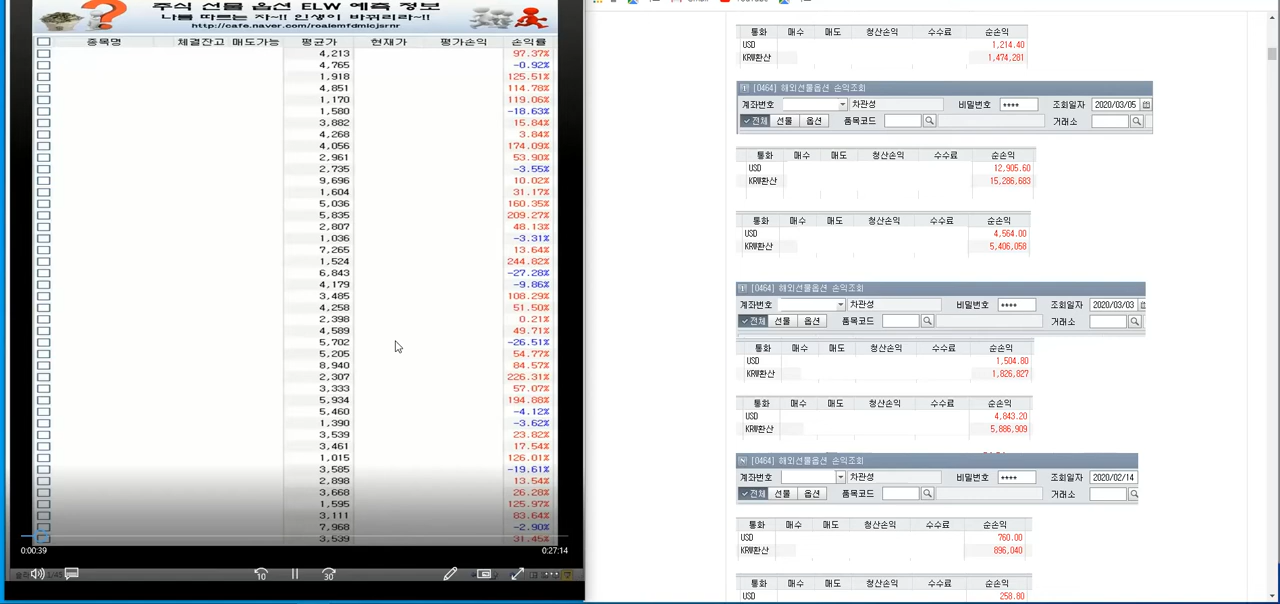 주식 선물 옵션 ELW 예측 정보
나를 따르는 자~!! 인생이 바뀌리라~!!
종목명 체결잔고 매도가능 평균가 현재가 평가손익 손익률
4,213 97.37%
4,765 -0.92%
1,918 125.51%
4,851 114.78%
1,170 119.06%
1,580 -18.63%
3,882 15.84%
4,268 3.84%
4,056 174.09%
2,961 53.90%
2,735 -3.55%
9,696 10.02%
1,604 31.17%
5,036 160.35%
5,835 209.27%
2,807 48.13%
1,036 -3.31%
7,265 13.64%
1,524 244.82%
6,843 -27.28%
4,179 -9.86%
3,485 108.29%
4,258 51.50%
2,398 0.21%
4,589 49.71%
5,702 -26.51%
5,205 54.77%
8,940 84.57%
2,307 226.31%
3,333 57.07%
5,934 194.88%
5,460 -4.12%
1,390 -3.62%
3,539 23.82%
3,461 17.54%
1,015 126.01%
3,585 -19.61%
2,898 13.54%
3,668 26.28%
1,595 125.97%
3,111 83.64%
7,968 -2.90%
3,539 31.45%
0:00:39 0:27:14
10 30
통화 매수 매도 청산손익 수수료 순손익
USD 1,214.40
KRW환산 1,474,281
[0464] 해외선물옵션 손익조회
계좌번호 차관성 비밀번호 **** 조회일자 2020/03/05
전체 선물 옵션 품목코드 거래소
통화 매수 매도 청산손익 수수료 순손익
USD 12,905.60
KRW환산 15,286,683
통화 매수 매도 청산손익 수수료 순손익
USD 4,564.00
KRW환산 5,406,058
[0464] 해외선물옵션 손익조회
계좌번호 차관성 비밀번호 **** 조회일자 2020/03/03
전체 선물 옵션 품목코드 거래소
통화 매수 매도 청산손익 수수료 순손익
USD 1,504.80
KRW환산 1,826,827
통화 매수 매도 청산손익 수수료 순손익
USD 4,843.20
KRW환산 5,886,909
[0464] 해외선물옵션 손익조회
계좌번호 차관성 비밀번호 **** 조회일자 2020/02/14
전체 선물 옵션 품목코드 거래소
통화 매수 매도 청산손익 수수료 순손익
USD 760.00
KRW환산 896,040
통화 매수 매도 청산손익 수수료 순손익
USD 258.80